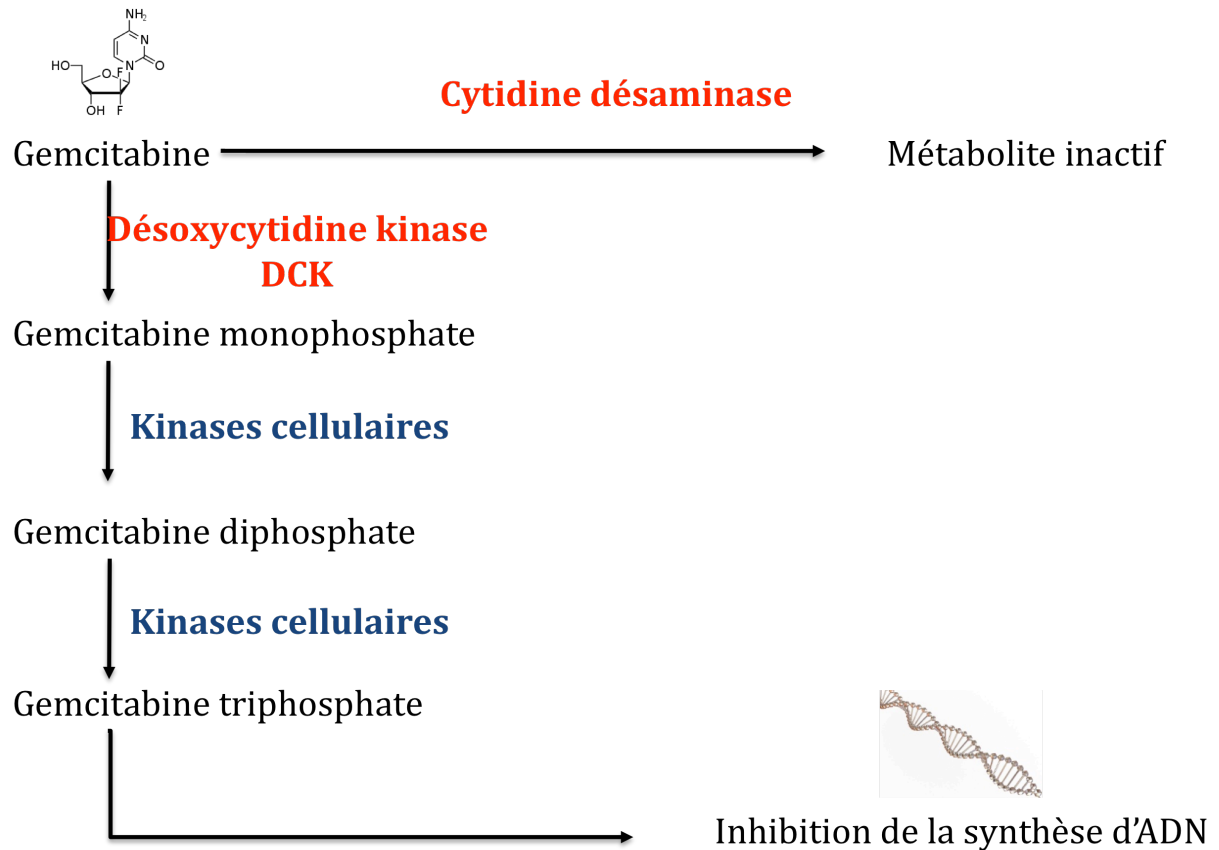 NH₂
N
HO
O
F
N
O
OH
F
Cytidine désaminase
Gemcitabine
Métabolite inactif
Désoxycytidine kinase
DCK
Gemcitabine monophosphate
Kinases cellulaires
Gemcitabine diphosphate
Kinases cellulaires
Gemcitabine triphosphate
Inhibition de la synthèse d’ADN